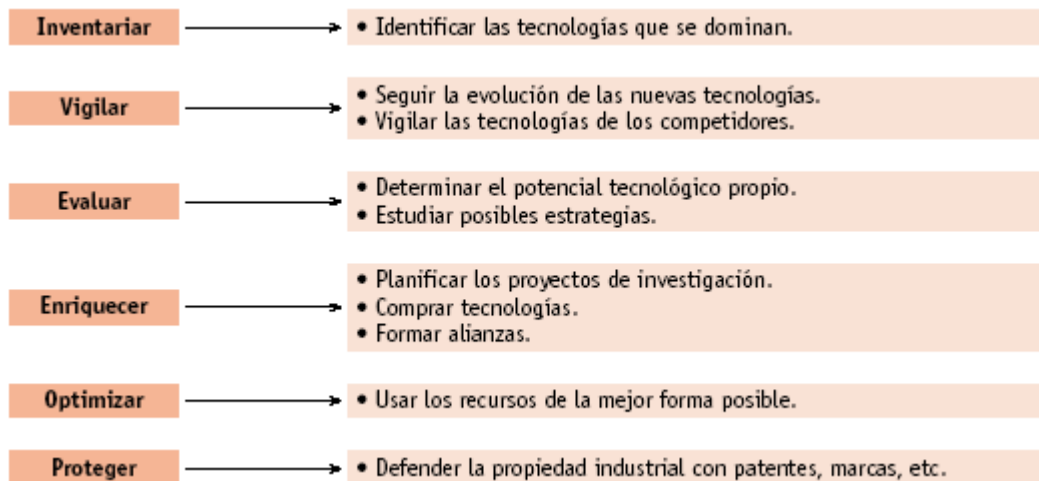 Inventariar
• Identificar las tecnologías que se dominan.
Vigilar
• Seguir la evolución de las nuevas tecnologías.
• Vigilar las tecnologías de los competidores.
Evaluar
• Determinar el potencial tecnológico propio.
• Estudiar posibles estrategias.
Enriquecer
• Planificar los proyectos de investigación.
• Comprar tecnologías.
• Formar alianzas.
Optimizar
• Usar los recursos de la mejor forma posible.
Proteger
• Defender la propiedad industrial con patentes, marcas, etc.